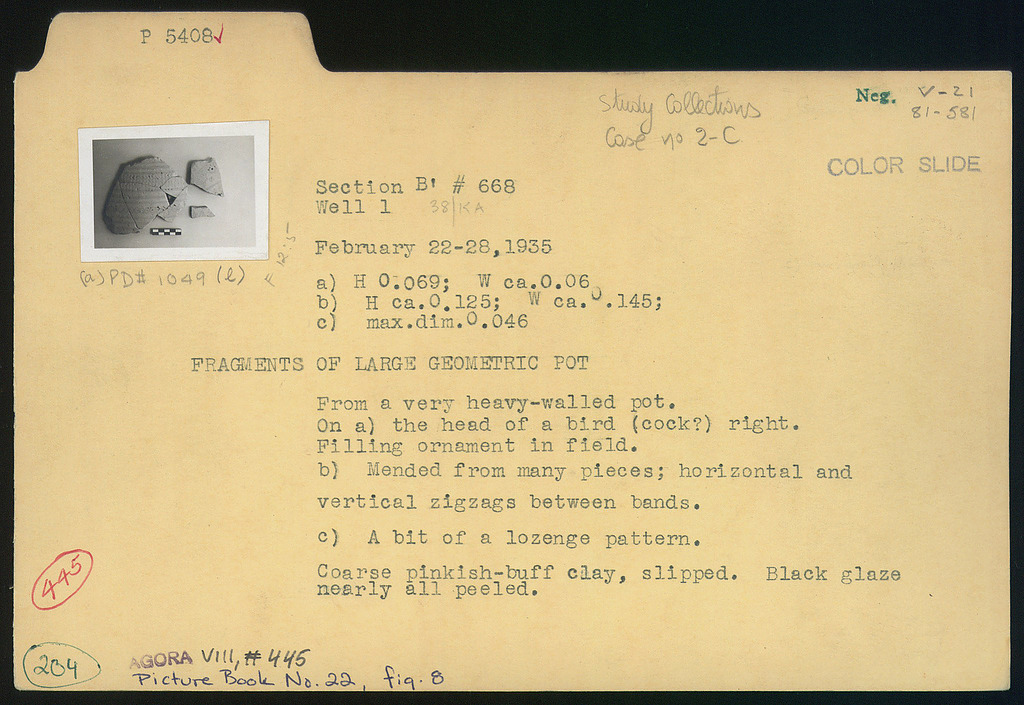 P 5408✓
Study Collections
Case no 2-C
Neg. V-21
81-581
COLOR SLIDE
Section B' # 668
Well 1 38/KA
February 22-28,1935
(a) PD# 1049 (l)
a) H 0.069; W ca.0.06
b) H ca.0.125; W ca.0.145;
c) max.dim.0.046
FRAGMENTS OF LARGE GEOMETRIC POT
From a very heavy-walled pot.
On a) the head of a bird (cock?) right.
Filling ornament in field.
b) Mended from many pieces; horizontal and
vertical zigzags between bands.
c) A bit of a lozenge pattern.
Coarse pinkish-buff clay, slipped. Black glaze
nearly all peeled.
445
234
AGORA VIII, # 445
Picture Book No. 22, fig. 8